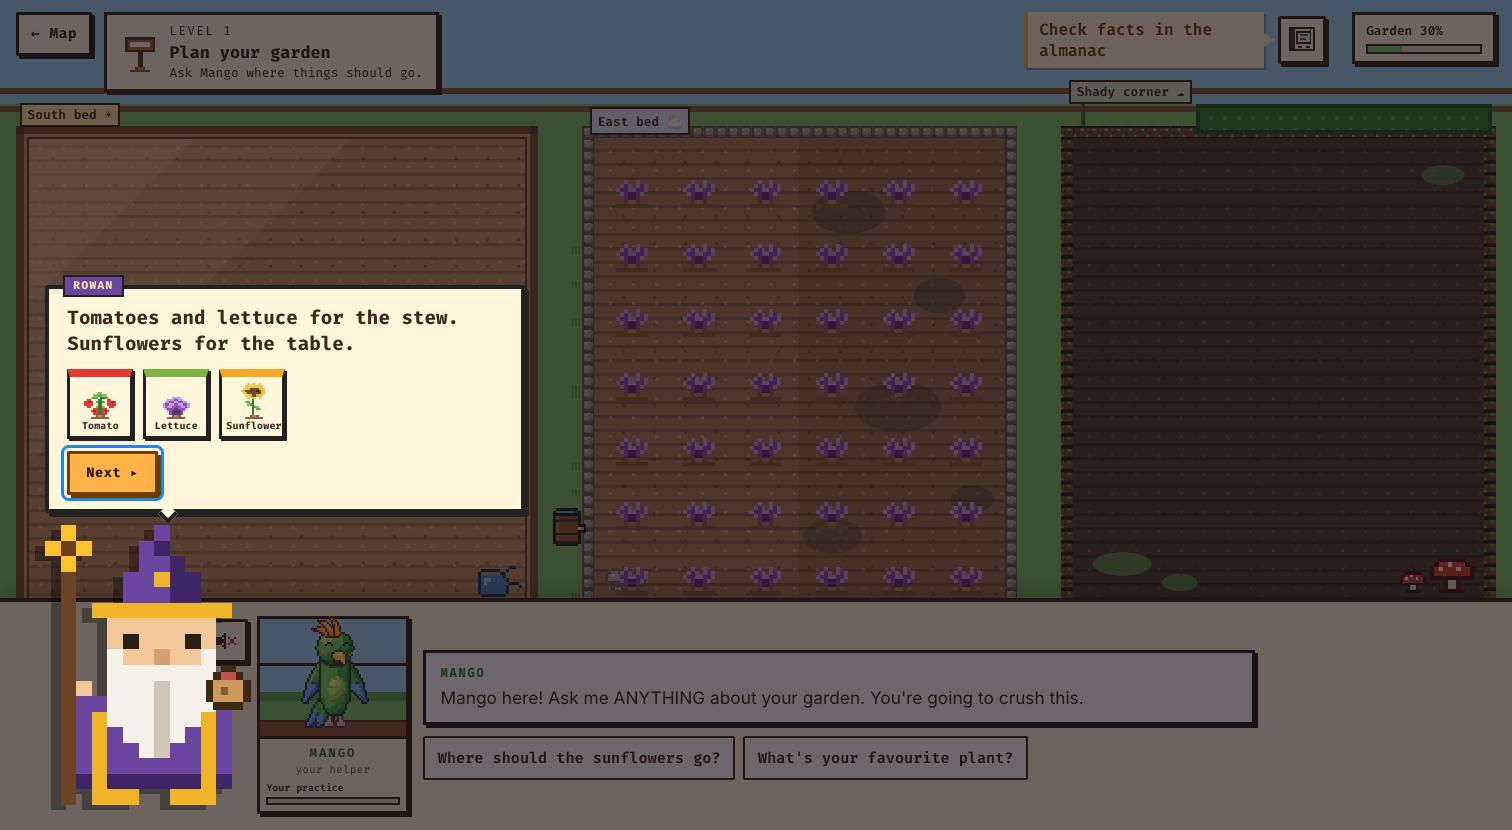 ← Map
LEVEL 1
Plan your garden
Ask Mango where things should go.
Check facts in the
almanac
Garden 30%
South bed ☀
East bed ⛅
Shady corner ☁
ROWAN
Tomatoes and lettuce for the stew.
Sunflowers for the table.
Tomato
Lettuce
Sunflower
Next ▸
MANGO
your helper
Your practice
MANGO
Mango here! Ask me ANYTHING about your garden. You're going to crush this.
Where should the sunflowers go?
What's your favourite plant?